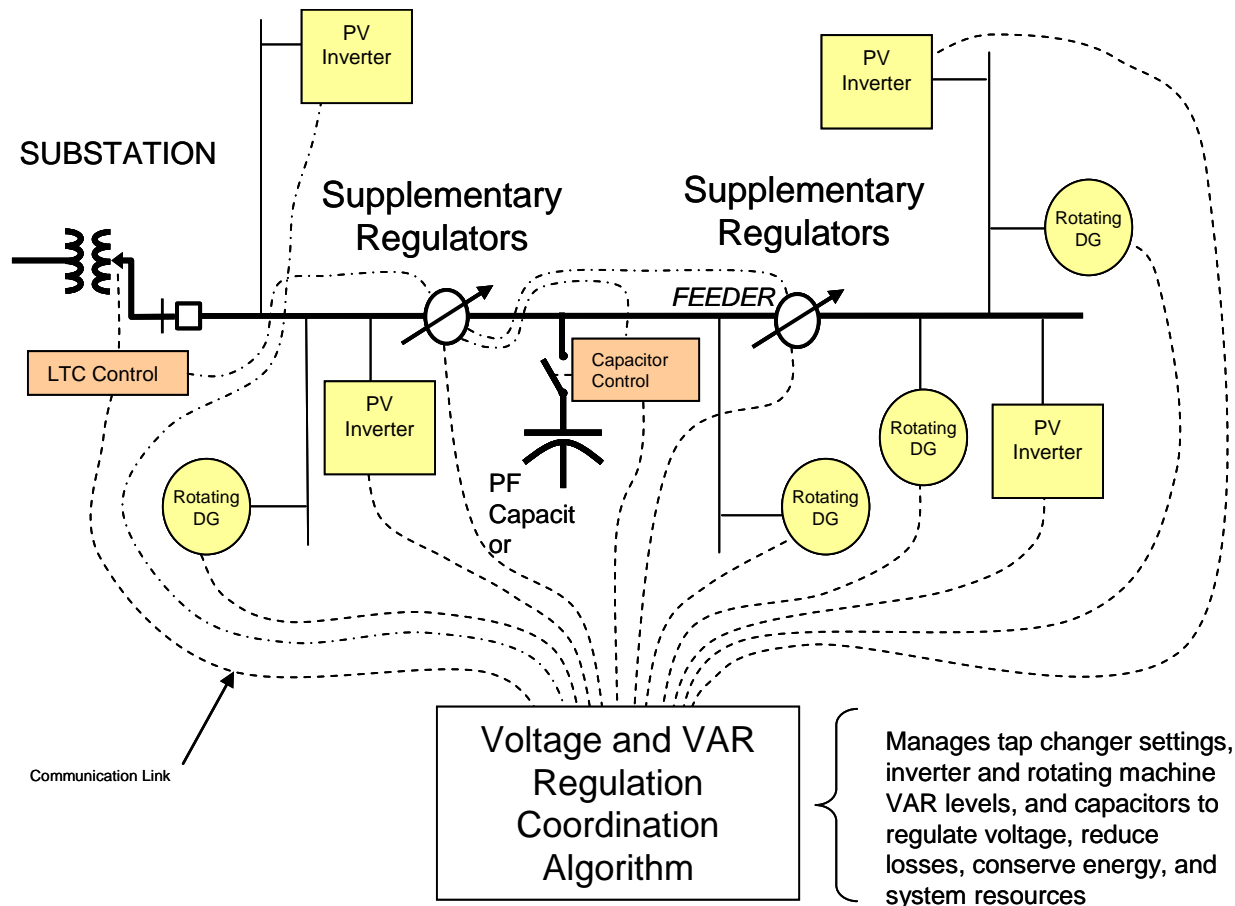 PV
Inverter
PV
Inverter
SUBSTATION
Supplementary
Regulators
Supplementary
Regulators
Rotating
DG
FEEDER
LTC Control
Capacitor
Control
PV
Inverter
Rotating
DG
PV
Inverter
Rotating
DG
PF
Capacit
or
Rotating
DG
Voltage and VAR
Regulation
Coordination
Algorithm
Manages tap changer settings,
inverter and rotating machine
VAR levels, and capacitors to
regulate voltage, reduce
losses, conserve energy, and
system resources
Communication Link